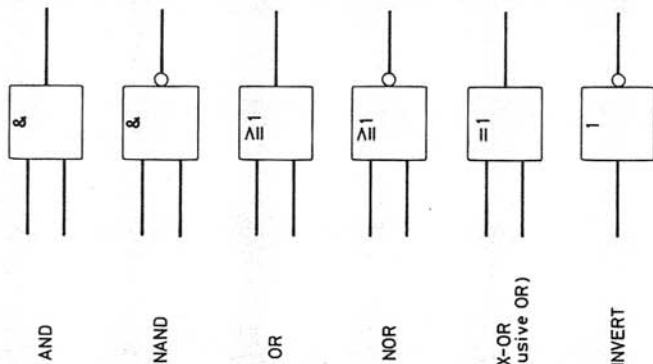 AND
&
NAND
&
OR
≥1
NOR
≥1
X-OR
usive OR)
=1
NVERT
1